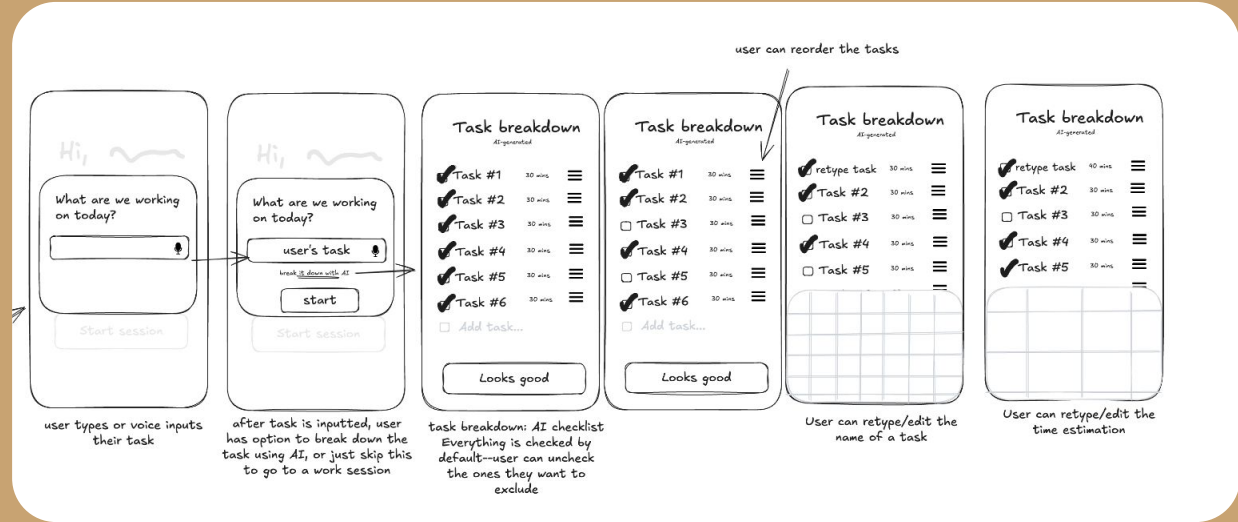 user can reorder the tasks
Hi,
What are we working
on today?
Start session
user types or voice inputs
their task
Hi,
What are we working
on today?
user's task
break it down with AI
start
Start session
after task is inputted, user
has option to break down the
task using AI, or just skip this
to go to a work session
Task breakdown
AI-generated
Task #1 30 mins
Task #2 30 mins
Task #3 30 mins
Task #4 30 mins
Task #5 30 mins
Task #6 30 mins
Add task...
Looks good
task breakdown: AI checklist
Everything is checked by
default--user can uncheck
the ones they want to
exclude
Task breakdown
AI-generated
Task #1 30 mins
Task #2 30 mins
Task #3 30 mins
Task #4 30 mins
Task #5 30 mins
Task #6 30 mins
Add task...
Looks good
Task breakdown
AI-generated
retype task 30 mins
Task #2 30 mins
Task #3 30 mins
Task #4 30 mins
Task #5 30 mins
User can retype/edit the
name of a task
Task breakdown
AI-generated
retype task 40 mins
Task #2 30 mins
Task #3 30 mins
Task #4 30 mins
Task #5 30 mins
User can retype/edit the
time estimation